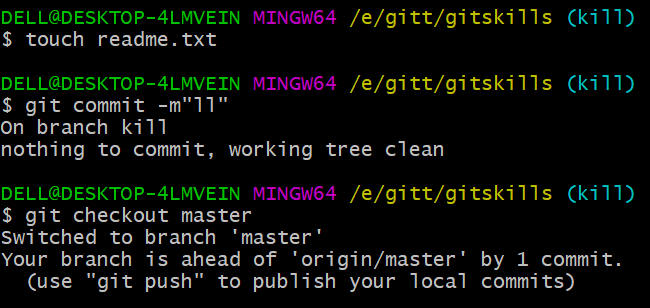 DELL@DESKTOP-4LMVEIN MINGW64 /e/gitt/gitskills (kill)
$ touch readme.txt
DELL@DESKTOP-4LMVEIN MINGW64 /e/gitt/gitskills (kill)
$ git commit -m"ll"
On branch kill
nothing to commit, working tree clean
DELL@DESKTOP-4LMVEIN MINGW64 /e/gitt/gitskills (kill)
$ git checkout master
Switched to branch 'master'
Your branch is ahead of 'origin/master' by 1 commit.
  (use "git push" to publish your local commits)